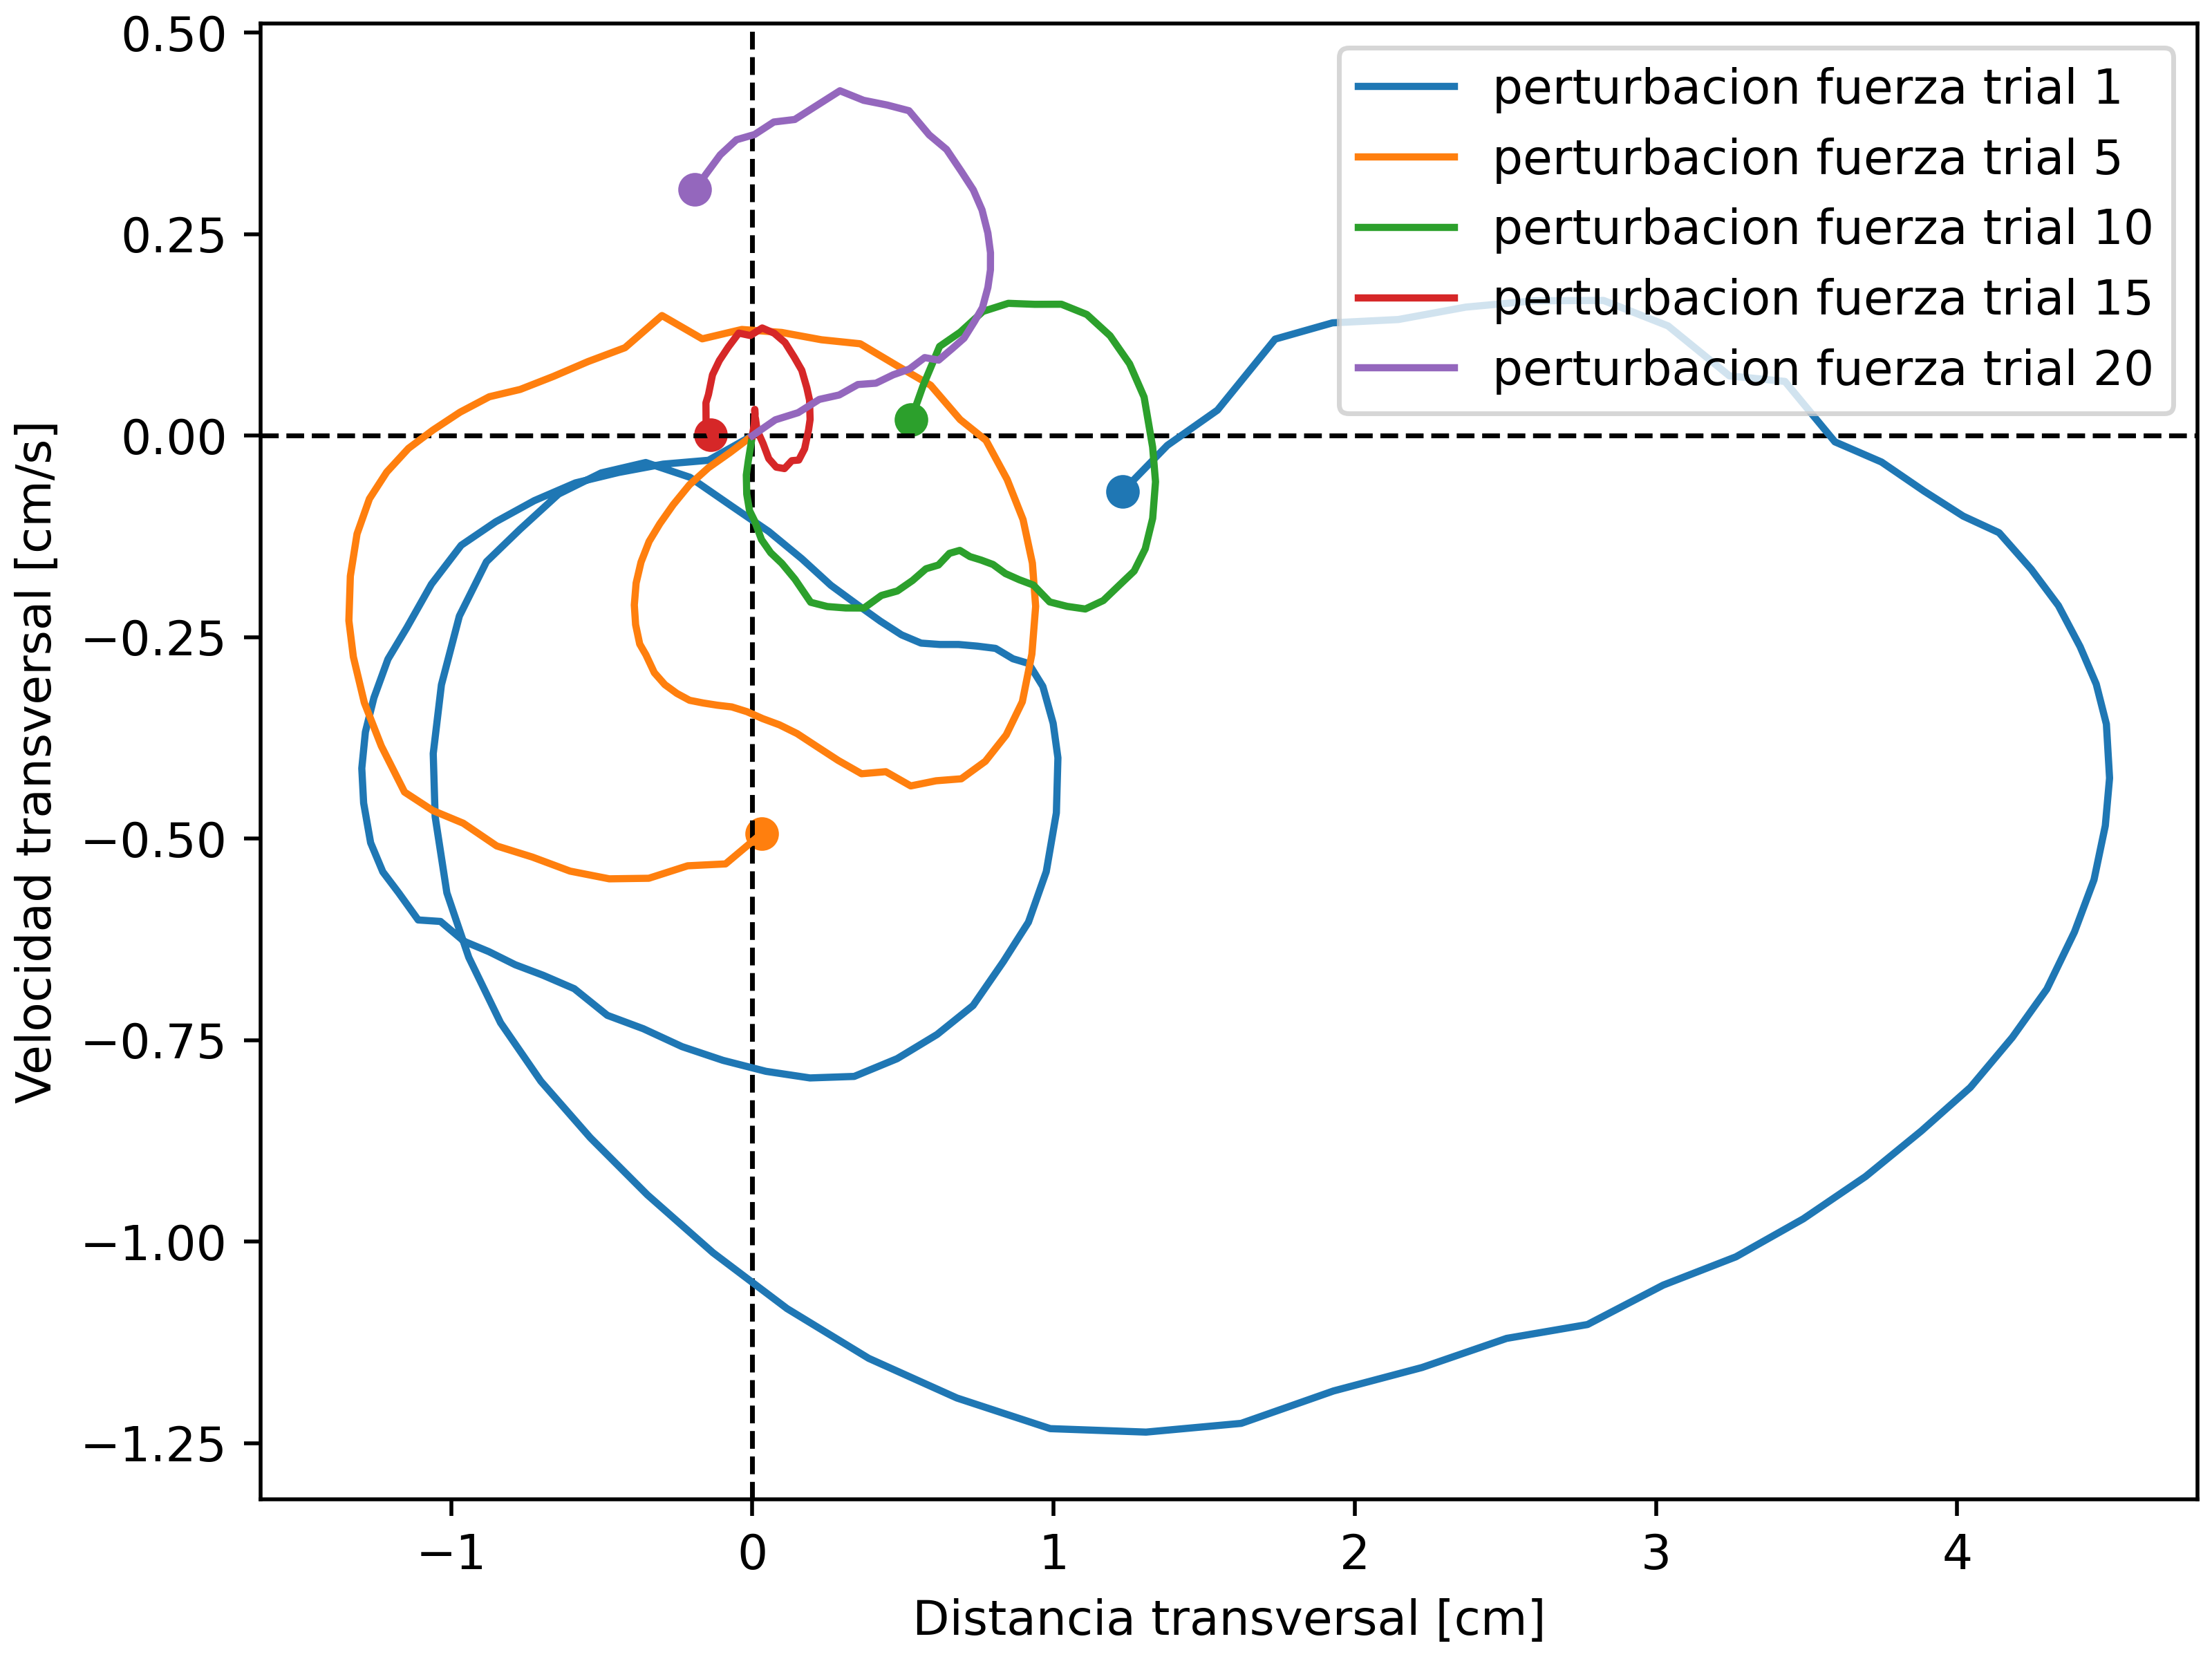 0.50
0.25
0.00
−0.25
−0.50
−0.75
−1.00
−1.25
Velocidad transversal [cm/s]
perturbacion fuerza trial 1
perturbacion fuerza trial 5
perturbacion fuerza trial 10
perturbacion fuerza trial 15
perturbacion fuerza trial 20
−1 0 1 2 3 4
Distancia transversal [cm]